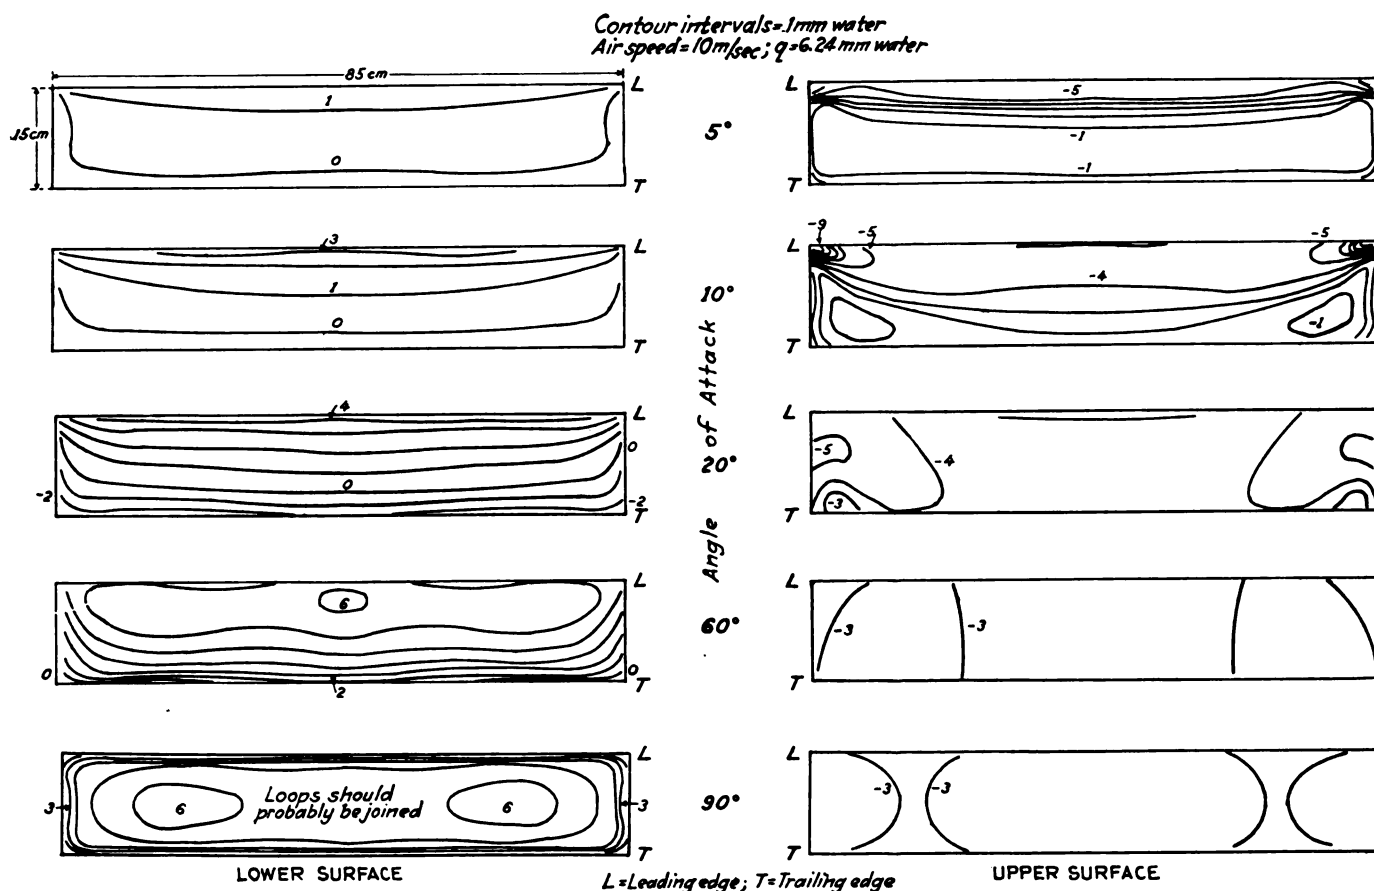 Contour intervals=.1mm water
Air speed=10m/sec; q=6.24 mm water
85cm
.15cm
L
1
0
T
5°
L
-5
-1
-1
T
3
L
1
0
T
10°
-9
-5
-5
L
-4
-1
T
4
L
0
0
-2
-2
T
20°
L
-5
-4
-3
T
Angle of Attack
L
6
0
0
T
2
60°
L
-3
-3
T
L
3
6
Loops should
probably be joined
6
3
T
90°
L
-3
-3
-3
T
LOWER SURFACE
L=Leading edge; T=Trailing edge
UPPER SURFACE